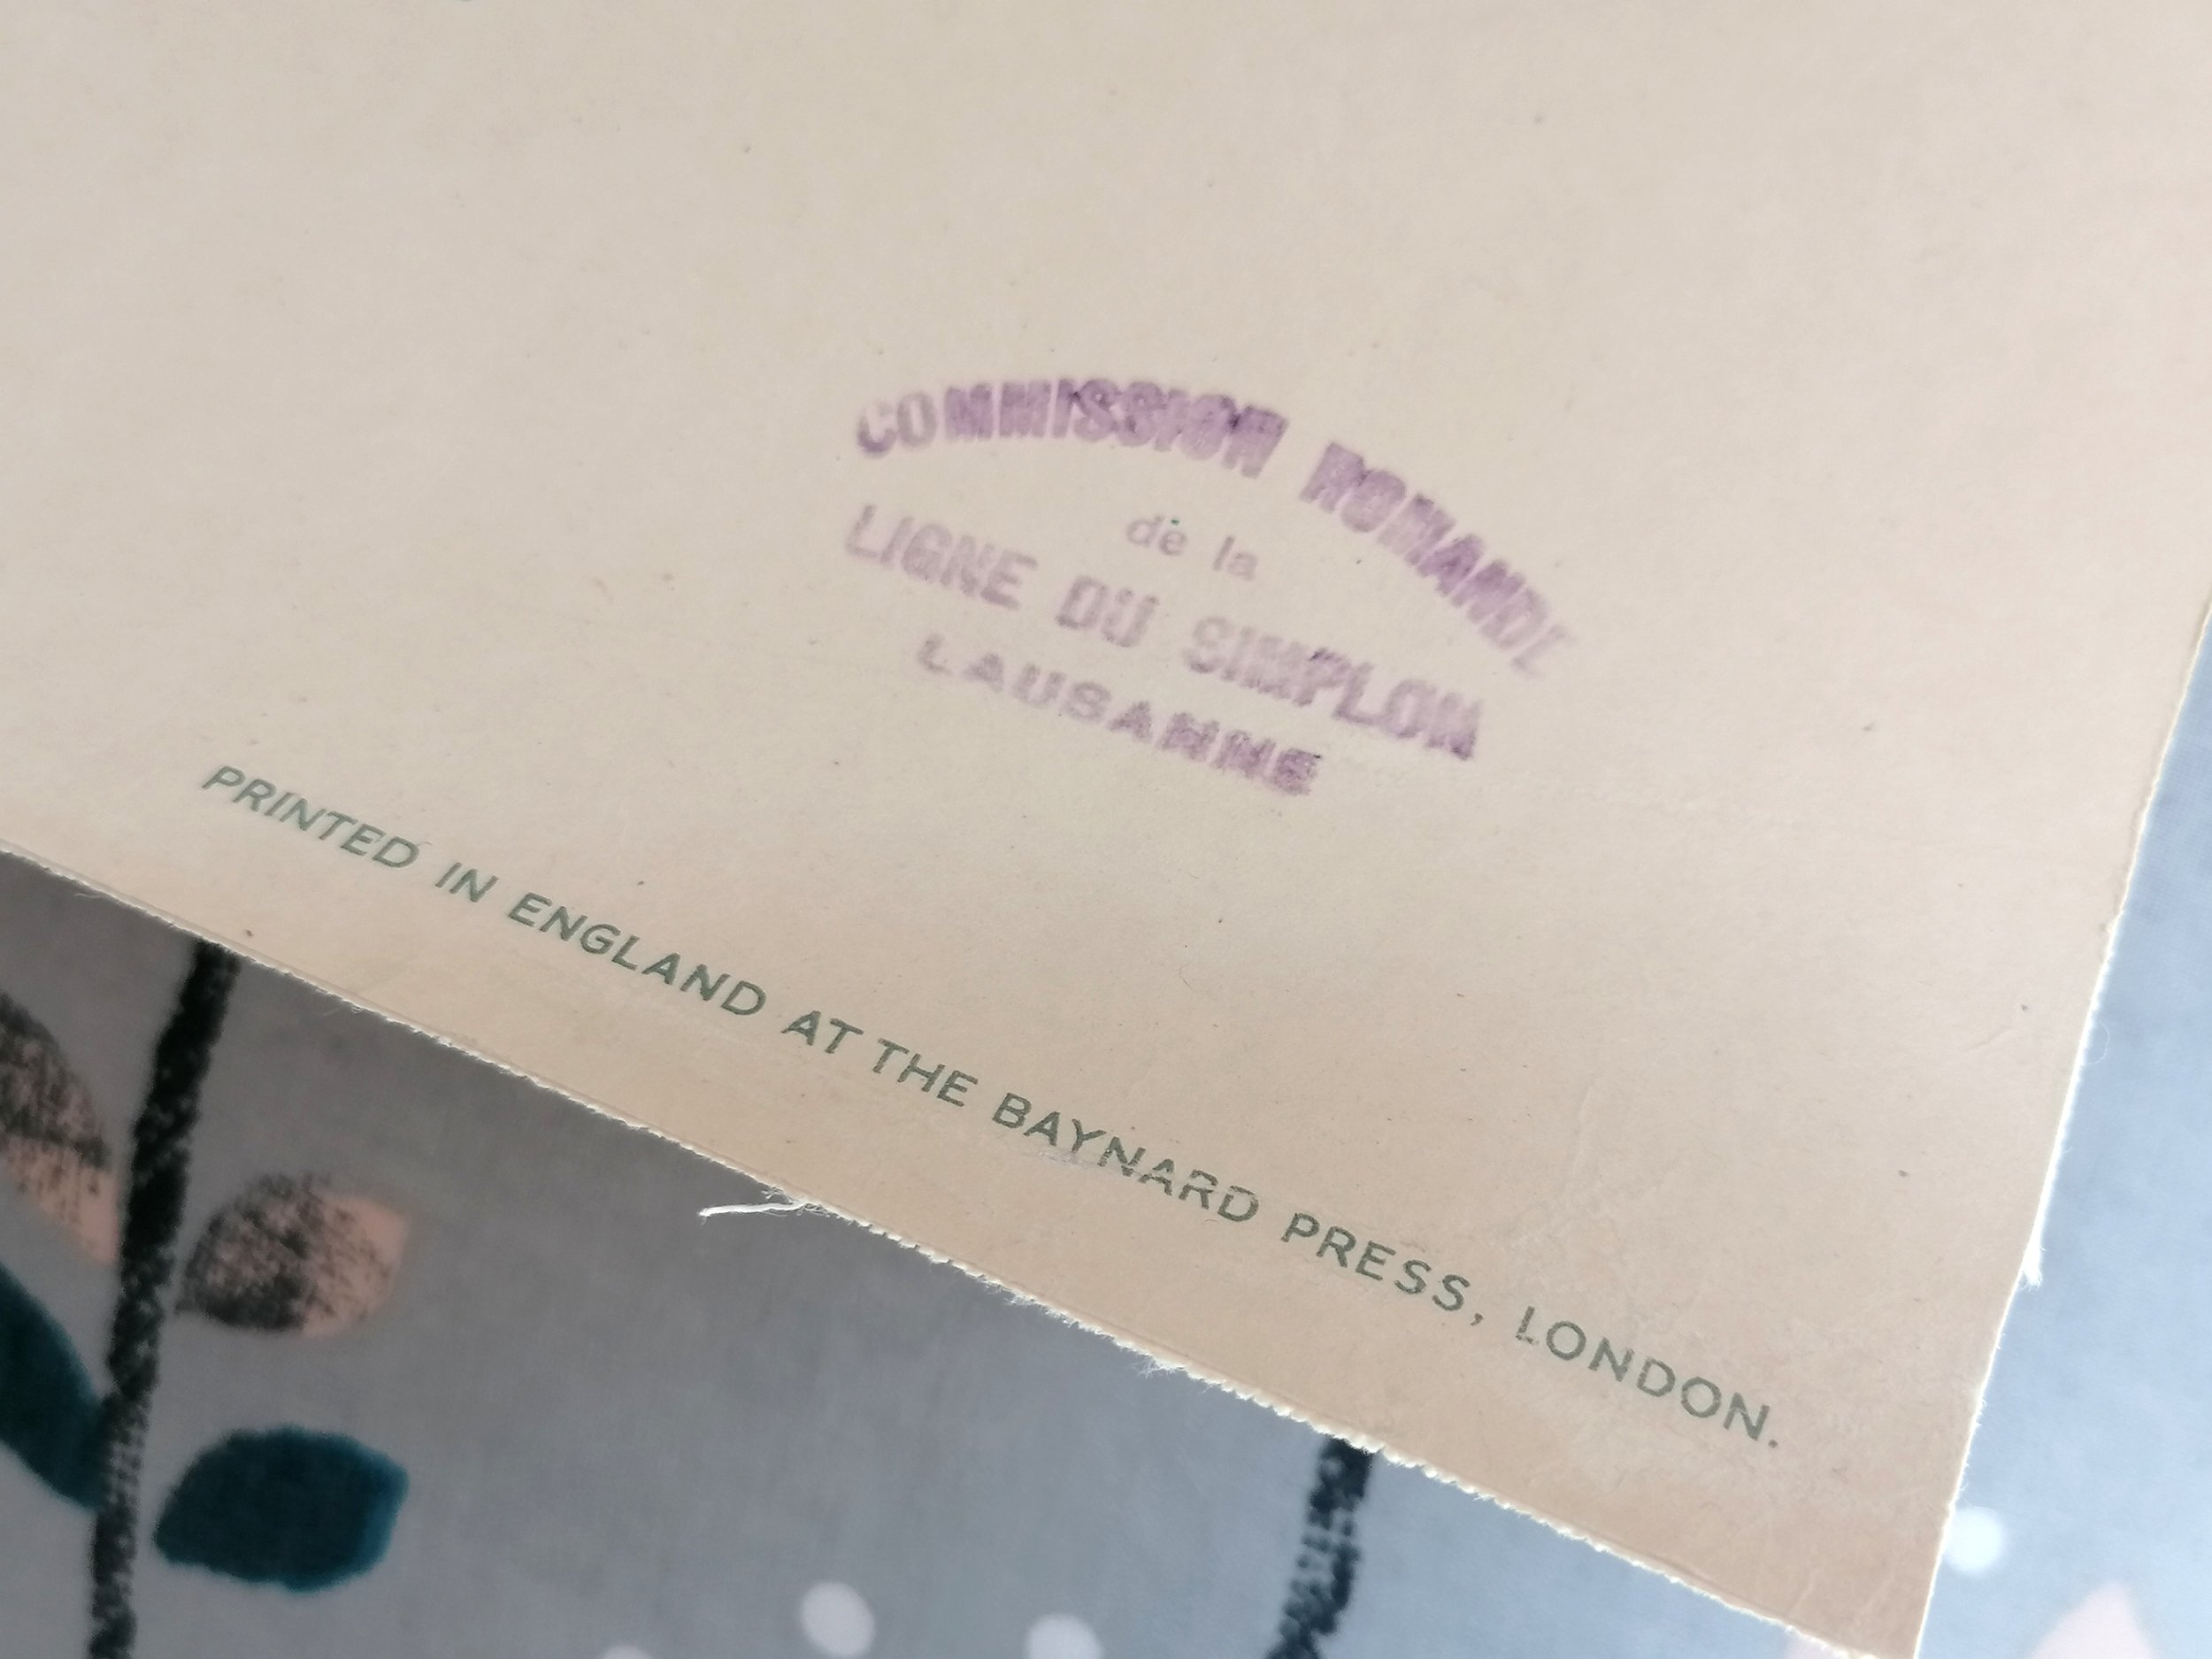 COMMISSION ROMANDE
de la
LIGNE DU SIMPLON
LAUSANNE
PRINTED IN ENGLAND AT THE BAYNARD PRESS, LONDON.